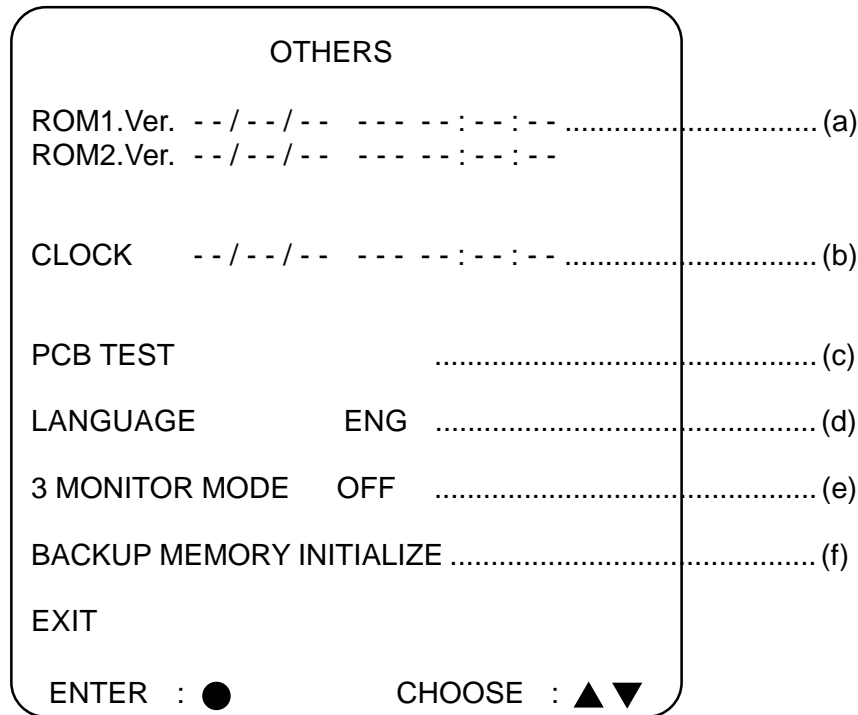 OTHERS
ROM1.Ver. - - / - - / - - - - - - - : - - : - - ............................... (a)
ROM2.Ver. - - / - - / - - - - - - - : - - : - -
CLOCK - - / - - / - - - - - - - : - - : - - ............................... (b)
PCB TEST ............................................... (c)
LANGUAGE ENG ............................................... (d)
3 MONITOR MODE OFF ............................................... (e)
BACKUP MEMORY INITIALIZE ............................................. (f)
EXIT
ENTER : ● CHOOSE : ▲▼